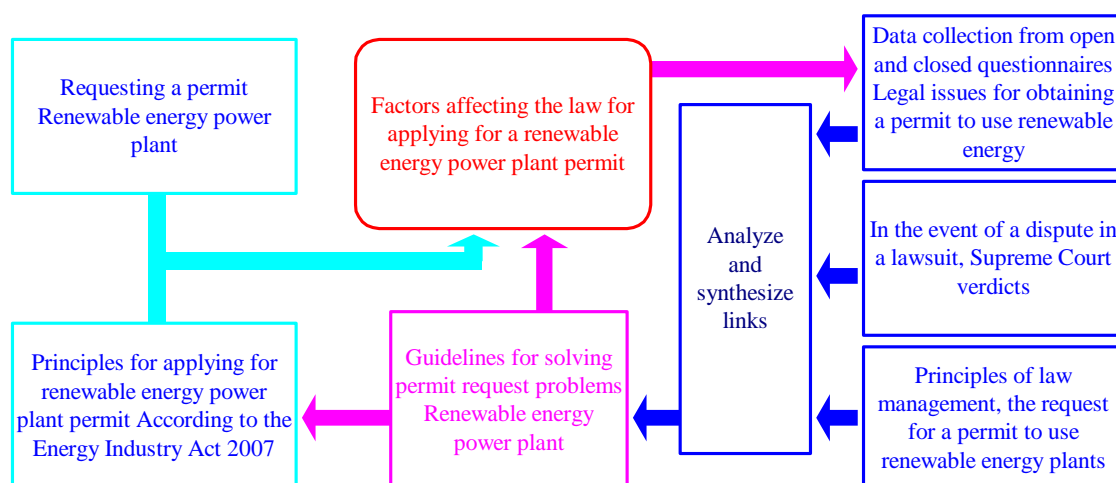 Requesting a permit
Renewable energy power
plant
Factors affecting the law for
applying for a renewable
energy power plant permit
Data collection from open
and closed questionnaires
Legal issues for obtaining
a permit to use renewable
energy
Analyze
and
synthesize
links
In the event of a dispute in
a lawsuit, Supreme Court
verdicts
Principles for applying for
renewable energy power
plant permit According to the
Energy Industry Act 2007
Guidelines for solving
permit request problems
Renewable energy
power plant
Principles of law
management, the request
for a permit to use
renewable energy plants